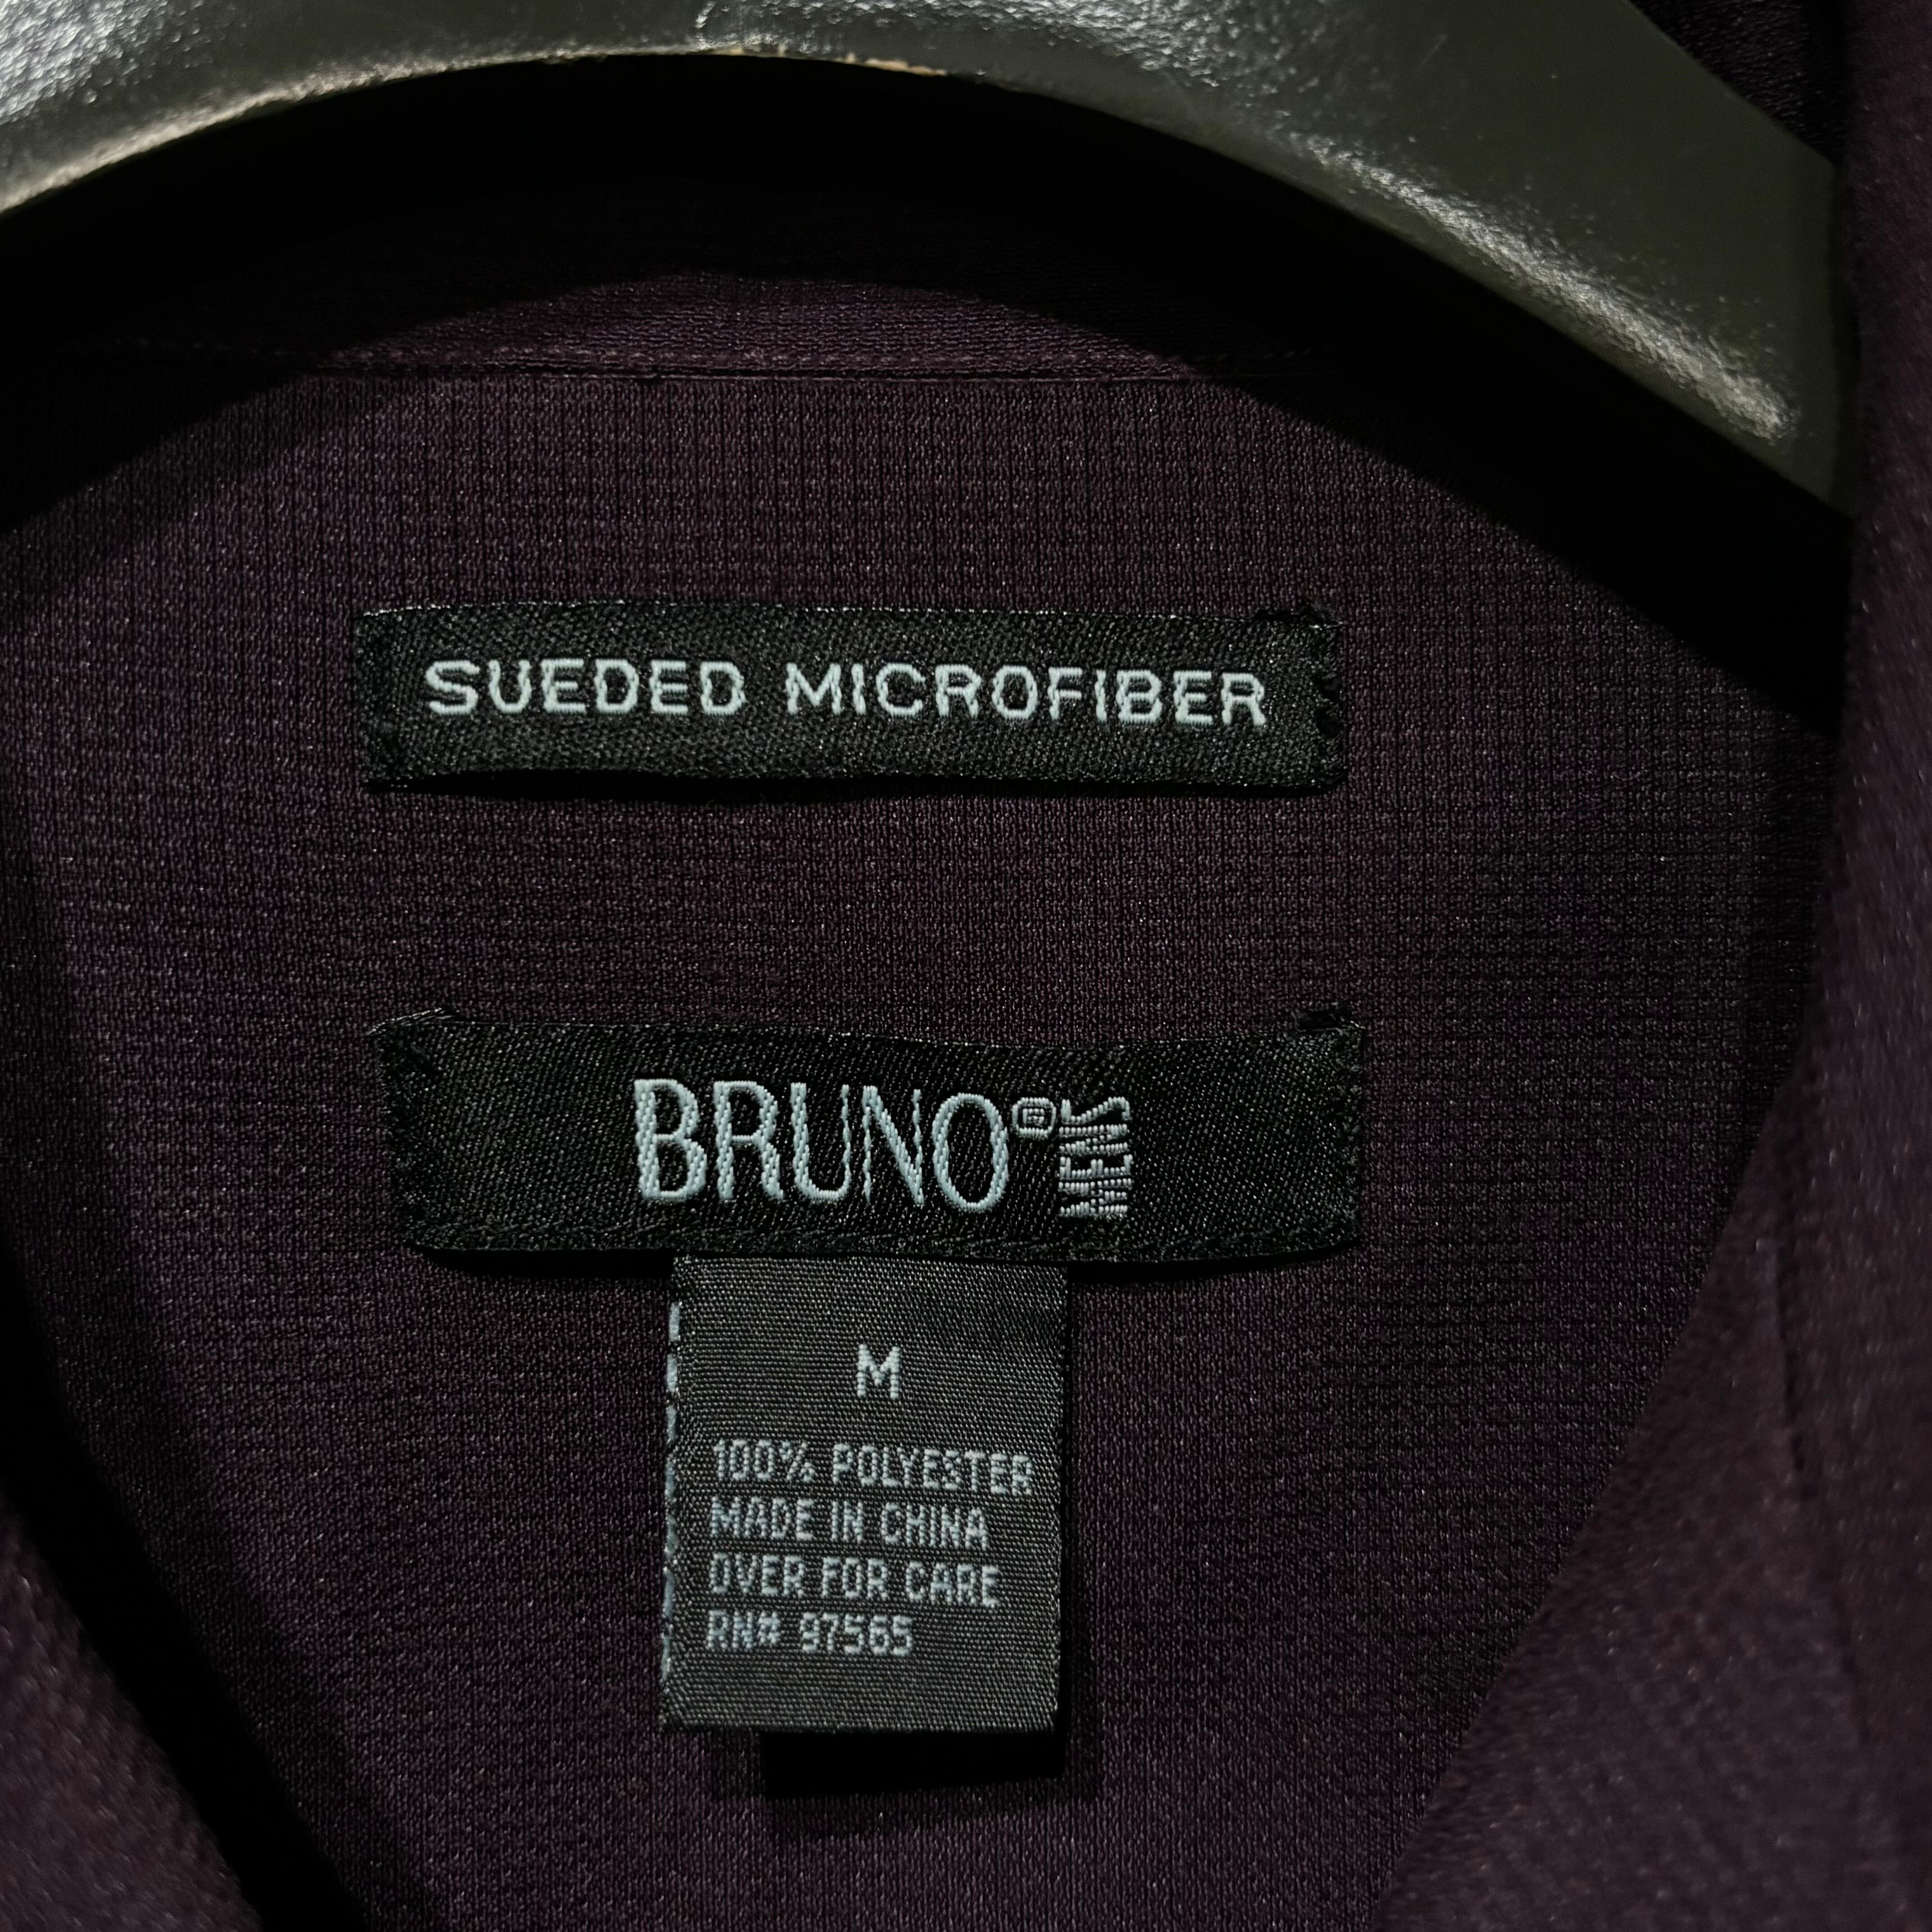 SUEDED MICROFIBER
BRUNO® MENS
M
100% POLYESTER
MADE IN CHINA
OVER FOR CARE
RN# 97565